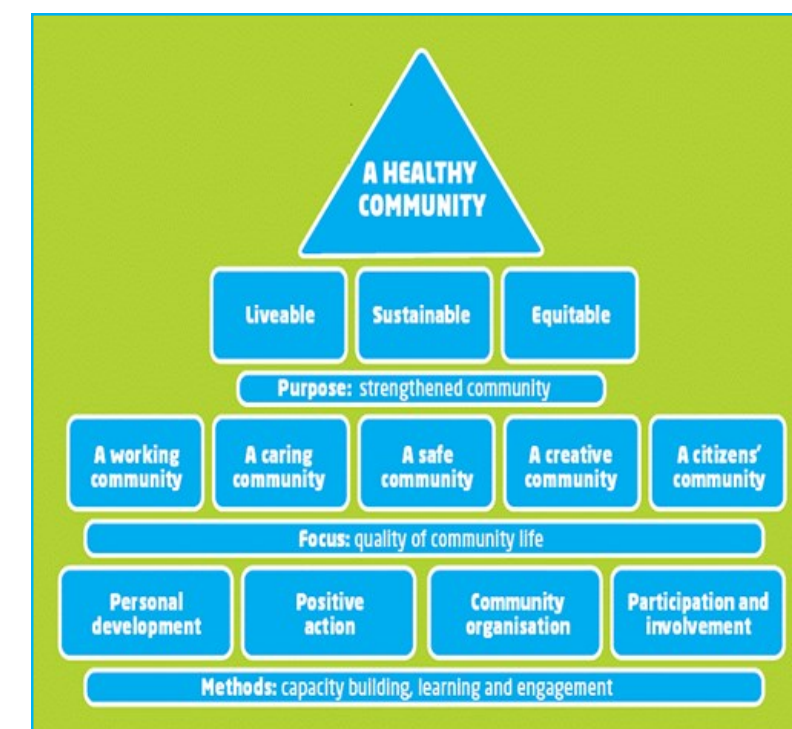 A HEALTHY
COMMUNITY
Liveable
Sustainable
Equitable
Purpose: strengthened community
A working
community
A caring
community
A safe
community
A creative
community
A citizens’
community
Focus: quality of community life
Personal
development
Positive
action
Community
organisation
Participation and
involvement
Methods: capacity building, learning and engagement